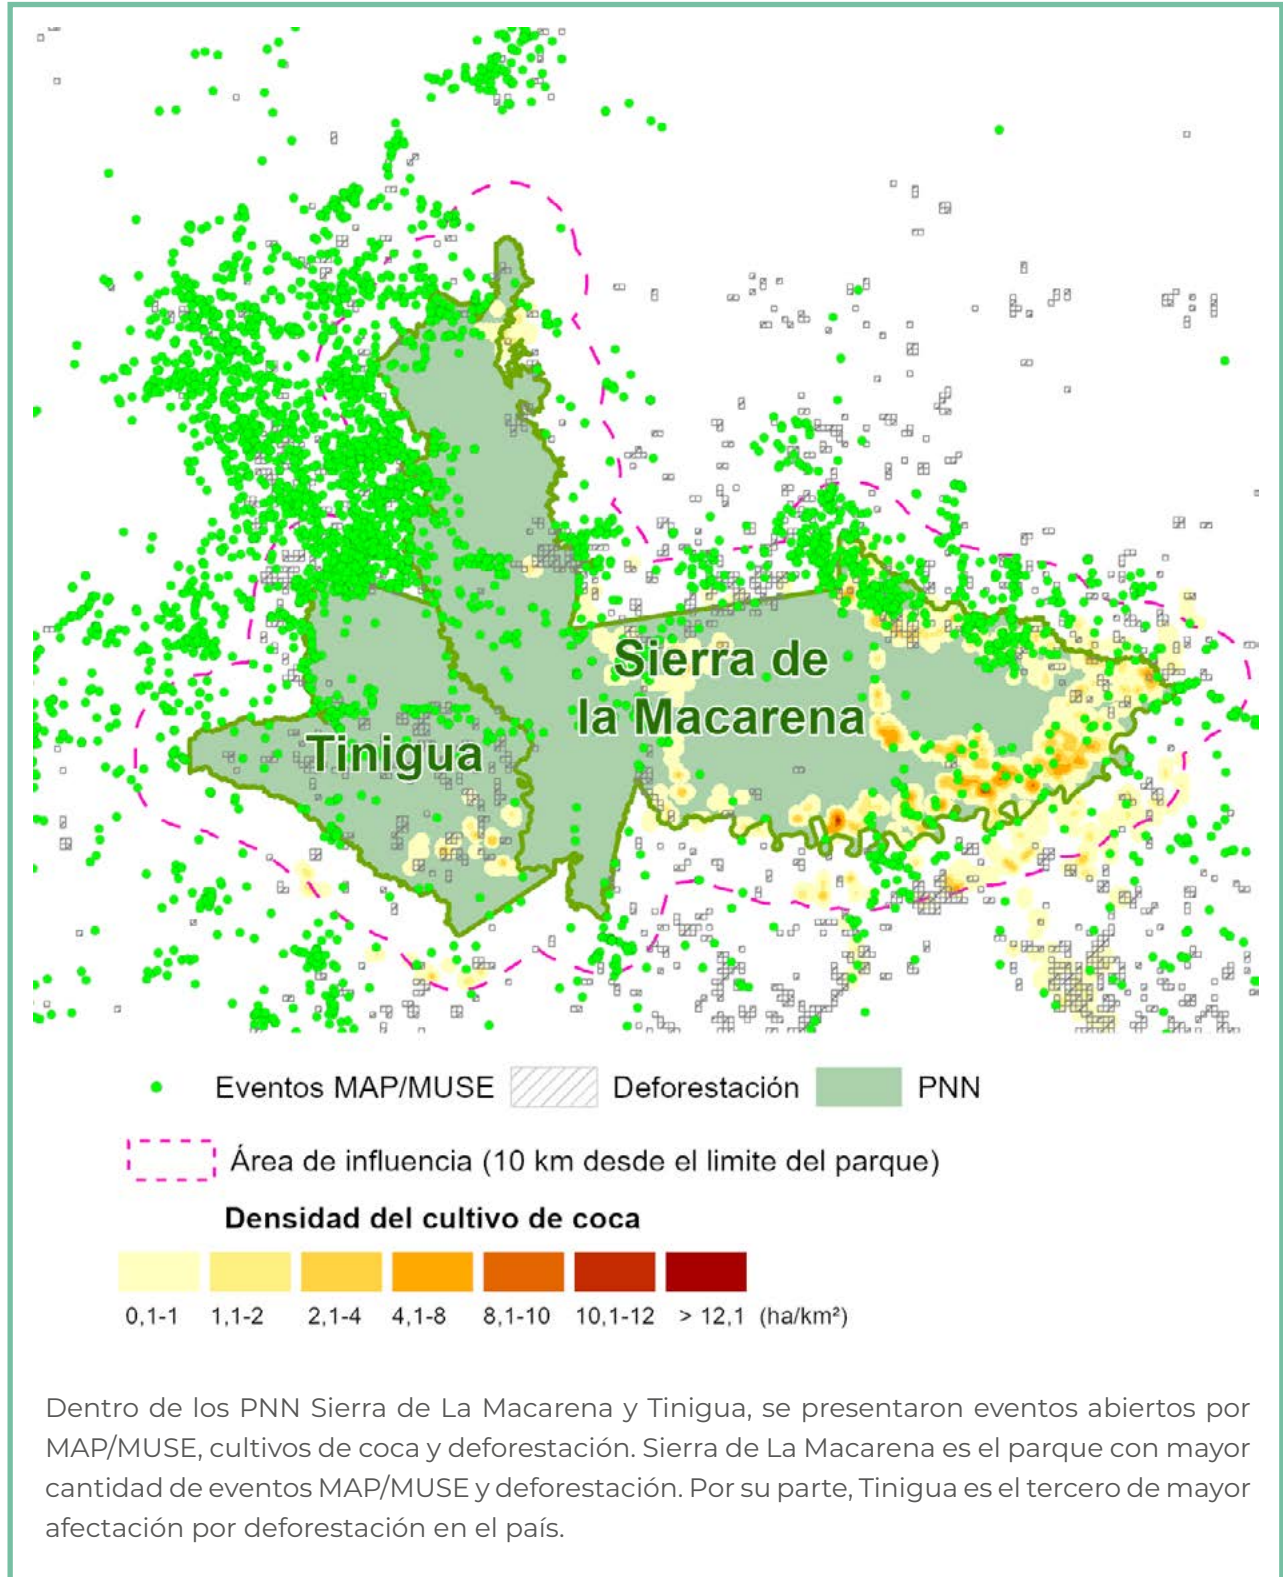 Sierra de
la Macarena
Tinigua
Eventos MAP/MUSE Deforestación PNN
Área de influencia (10 km desde el limite del parque)
Densidad del cultivo de coca
0,1-1 1,1-2 2,1-4 4,1-8 8,1-10 10,1-12 > 12,1 (ha/km²)
Dentro de los PNN Sierra de La Macarena y Tinigua, se presentaron eventos abiertos por
MAP/MUSE, cultivos de coca y deforestación. Sierra de La Macarena es el parque con mayor
cantidad de eventos MAP/MUSE y deforestación. Por su parte, Tinigua es el tercero de mayor
afectación por deforestación en el país.